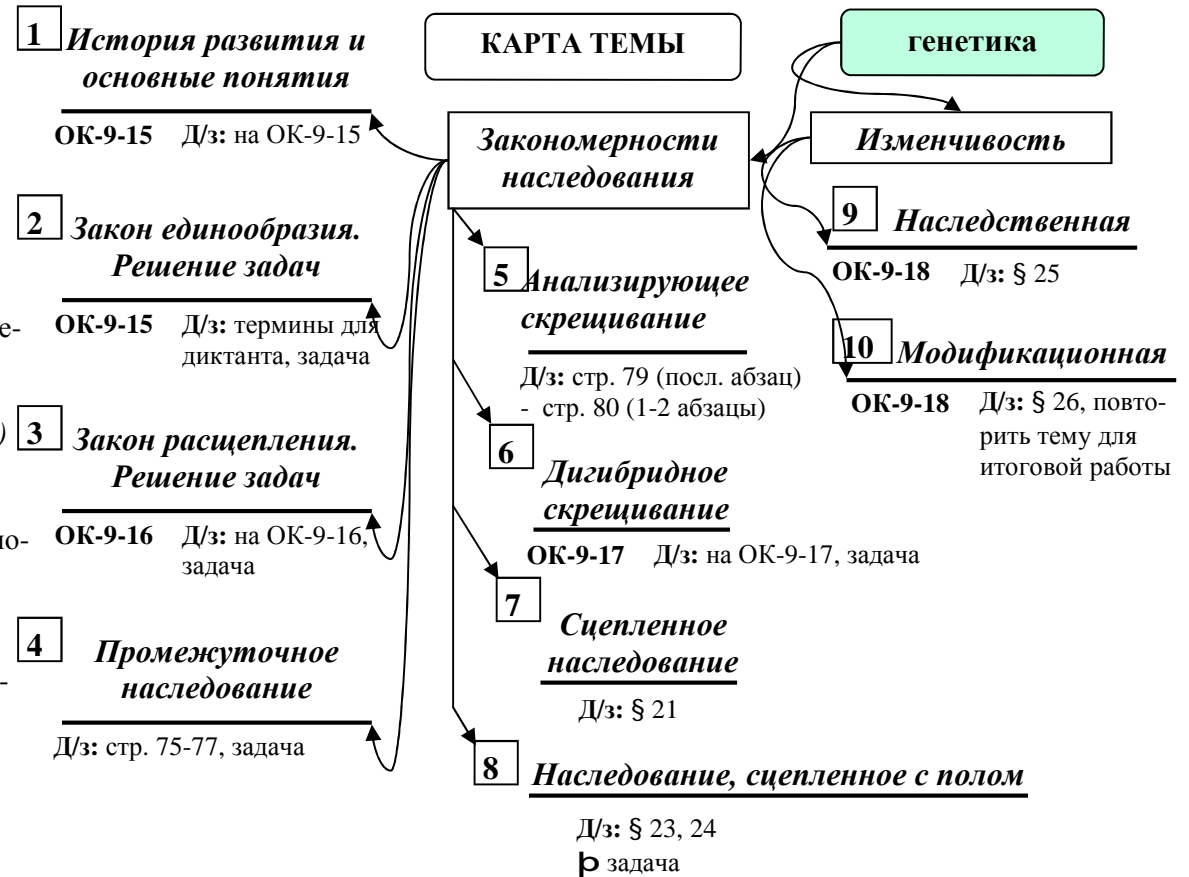 КАРТА ТЕМЫ
генетика
1
История развития и
основные понятия
ОК-9-15 Д/з: на ОК-9-15
2
Закон единообразия.
Решение задач
ОК-9-15 Д/з: термины для
диктанта, задача
3
Закон расщепления.
Решение задач
ОК-9-16 Д/з: на ОК-9-16,
задача
4
Промежуточное
наследование
Д/з: стр. 75-77, задача
е-
)
ло-
-
Закономерности
наследования
5
Анализирующее
скрещивание
Д/з: стр. 79 (посл. абзац)
- стр. 80 (1-2 абзацы)
6
Дигибридное
скрещивание
ОК-9-17 Д/з: на ОК-9-17, задача
7
Сцепленное
наследование
Д/з: § 21
8
Наследование, сцепленное с полом
Д/з: § 23, 24
þ задача
Изменчивость
9
Наследственная
ОК-9-18 Д/з: § 25
10
Модификационная
ОК-9-18 Д/з: § 26, повто-
рить тему для
итоговой работы